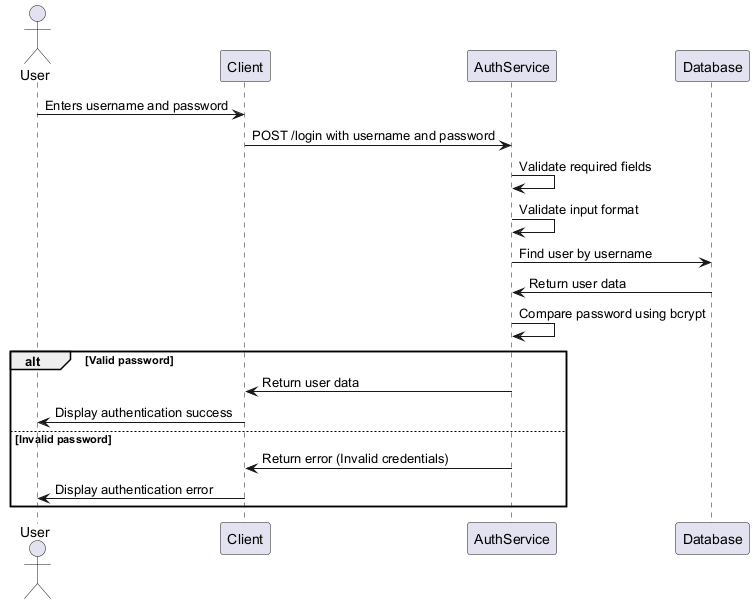 User
Client
AuthService
Database
Enters username and password
POST /login with username and password
Validate required fields
Validate input format
Find user by username
Return user data
Compare password using bcrypt
alt
[Valid password]
Return user data
Display authentication success
[Invalid password]
Return error (Invalid credentials)
Display authentication error
User
Client
AuthService
Database